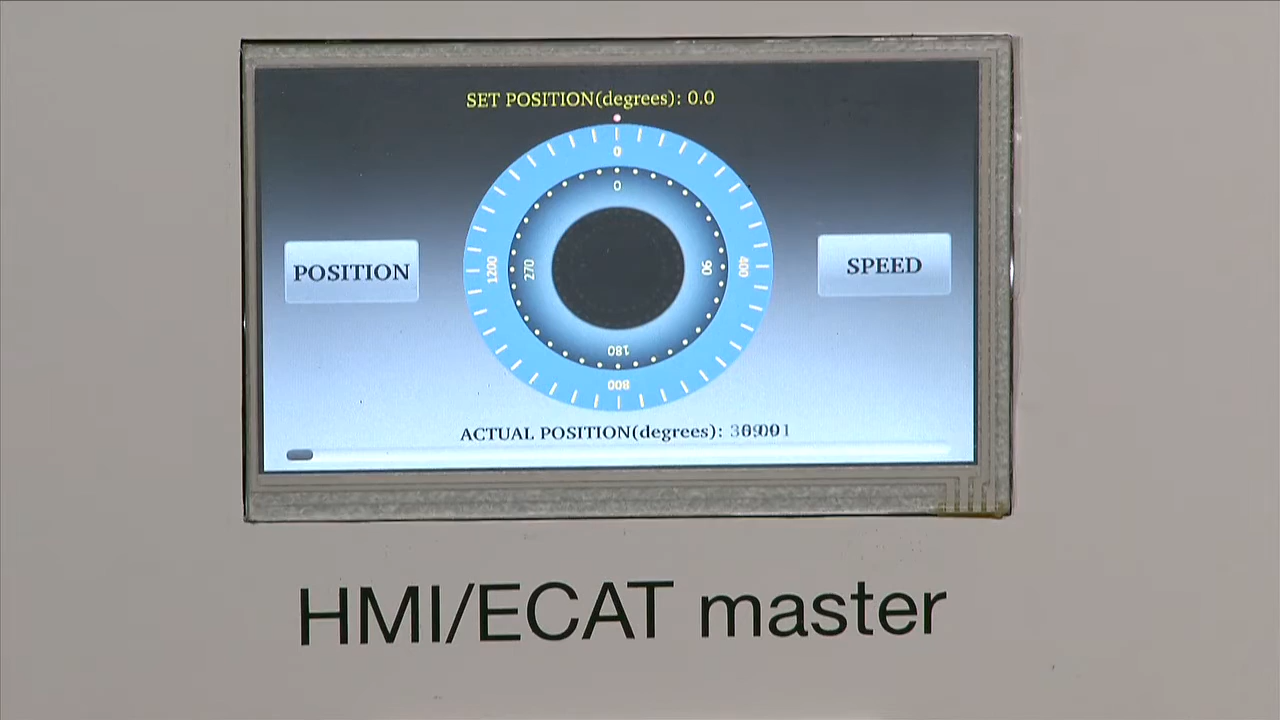 SET POSITION(degrees): 0.0
0
0
POSITION
1200
270
90
400
SPEED
180
800
ACTUAL POSITION(degrees):
HMI/ECAT master